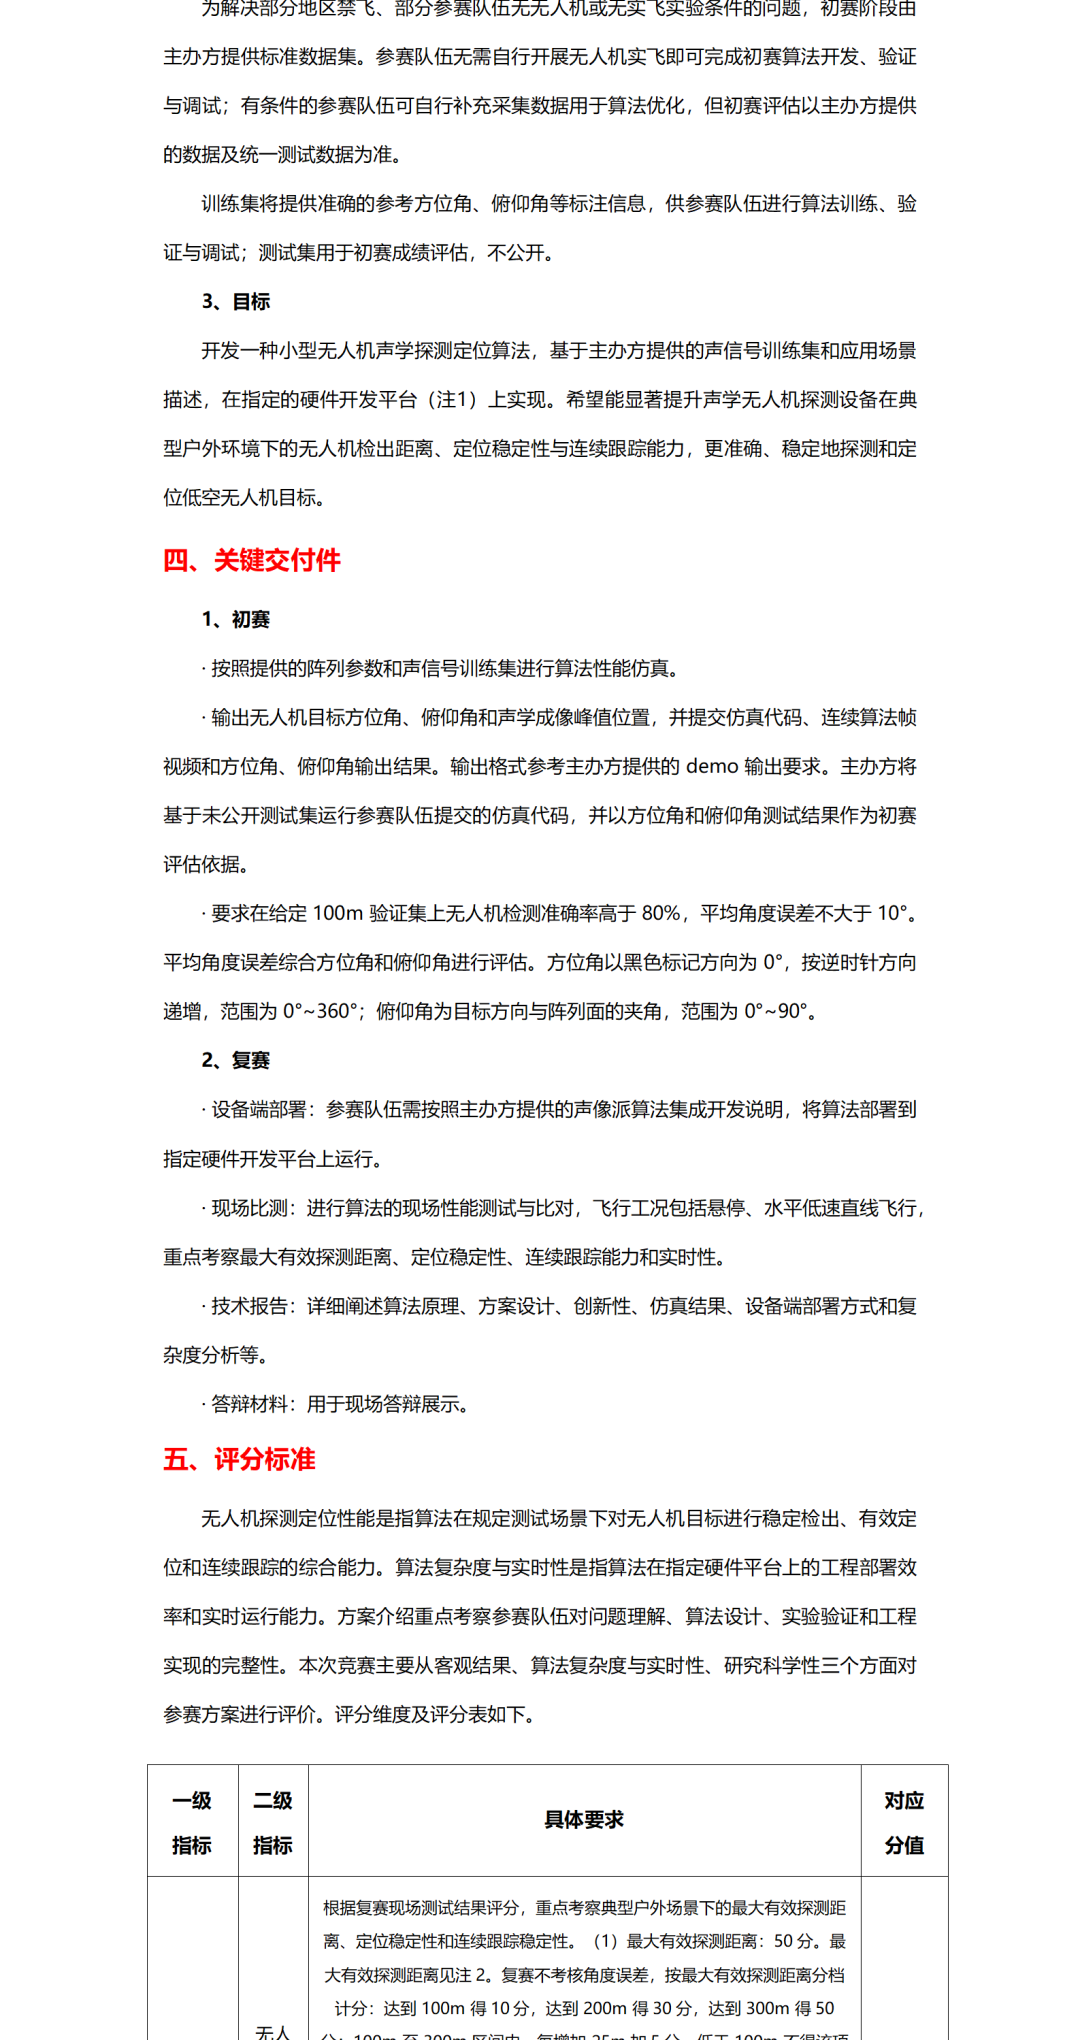 为解决部分地区禁飞、部分参赛队伍无无人机或无实飞实验条件的问题，初赛阶段由
主办方提供标准数据集。参赛队伍无需自行开展无人机实飞即可完成初赛算法开发、验证
与调试；有条件的参赛队伍可自行补充采集数据用于算法优化，但初赛评估以主办方提供
的数据及统一测试数据为准。
训练集将提供准确的参考方位角、俯仰角等标注信息，供参赛队伍进行算法训练、验
证与调试；测试集用于初赛成绩评估，不公开。
3、目标
开发一种小型无人机声学探测定位算法，基于主办方提供的声信号训练集和应用场景
描述，在指定的硬件开发平台（注1）上实现。希望能显著提升声学无人机探测设备在典
型户外环境下的无人机检出距离、定位稳定性与连续跟踪能力，更准确、稳定地探测和定
位低空无人机目标。
四、关键交付件
1、初赛
· 按照提供的阵列参数和声信号训练集进行算法性能仿真。
· 输出无人机目标方位角、俯仰角和声学成像峰值位置，并提交仿真代码、连续算法帧
视频和方位角、俯仰角输出结果。输出格式参考主办方提供的 demo 输出要求。主办方将
基于未公开测试集运行参赛队伍提交的仿真代码，并以方位角和俯仰角测试结果作为初赛
评估依据。
· 要求在给定 100m 验证集上无人机检测准确率高于 80%，平均角度误差不大于 10°。
平均角度误差综合方位角和俯仰角进行评估。方位角以黑色标记方向为 0°，按逆时针方向
递增，范围为 0°~360°；俯仰角为目标方向与阵列面的夹角，范围为 0°~90°。
2、复赛
· 设备端部署：参赛队伍需按照主办方提供的声像派算法集成开发说明，将算法部署到
指定硬件开发平台上运行。
· 现场比测：进行算法的现场性能测试与比对，飞行工况包括悬停、水平低速直线飞行，
重点考察最大有效探测距离、定位稳定性、连续跟踪能力和实时性。
· 技术报告：详细阐述算法原理、方案设计、创新性、仿真结果、设备端部署方式和复
杂度分析等。
· 答辩材料：用于现场答辩展示。
五、评分标准
无人机探测定位性能是指算法在规定测试场景下对无人机目标进行稳定检出、有效定
位和连续跟踪的综合能力。算法复杂度与实时性是指算法在指定硬件平台上的工程部署效
率和实时运行能力。方案介绍重点考察参赛队伍对问题理解、算法设计、实验验证和工程
实现的完整性。本次竞赛主要从客观结果、算法复杂度与实时性、研究科学性三个方面对
参赛方案进行评价。评分维度及评分表如下。
一级
指标
二级
指标
具体要求
对应
分值
根据复赛现场测试结果评分，重点考察典型户外场景下的最大有效探测距
离、定位稳定性和连续跟踪稳定性。（1）最大有效探测距离：50 分。最
大有效探测距离见注 2。复赛不考核角度误差，按最大有效探测距离分档
计分：达到 100m 得 10 分，达到 200m 得 30 分，达到 300m 得 50
分；100m 至 300m 区间内，每增加 25m 加 5 分，低于 100m 不得该项
无人